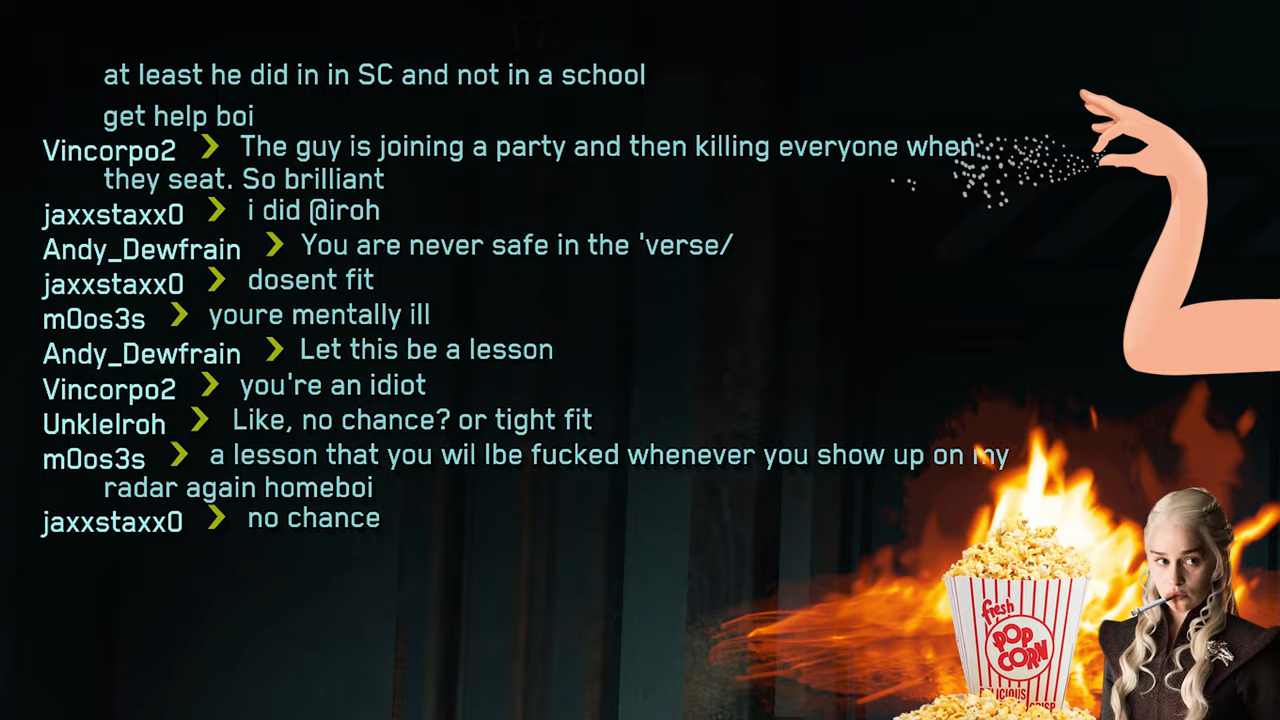 at least he did in in SC and not in a school
get help boi
Vincorpo2 > The guy is joining a party and then killing everyone when
they seat. So brilliant
jaxxstaxx0 > i did @iroh
Andy_Dewfrain > You are never safe in the 'verse/
jaxxstaxx0 > dosent fit
m0os3s > youre mentally ill
Andy_Dewfrain > Let this be a lesson
Vincorpo2 > you're an idiot
UnkleIroh > Like, no chance? or tight fit
m0os3s > a lesson that you wil lbe fucked whenever you show up on my
radar again homeboi
jaxxstaxx0 > no chance
fresh
POP
CORN
DELICIOUS
CRISP